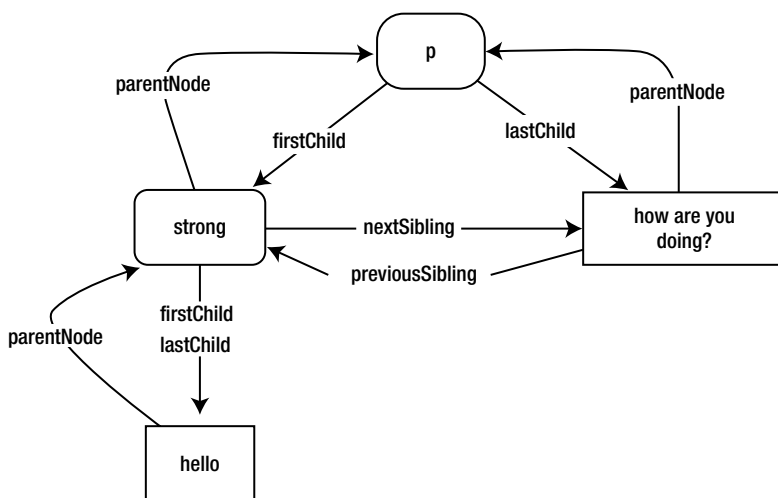 p
parentNode
parentNode
firstChild
lastChild
strong
nextSibling
how are you
doing?
previousSibling
firstChild
parentNode
lastChild
hello